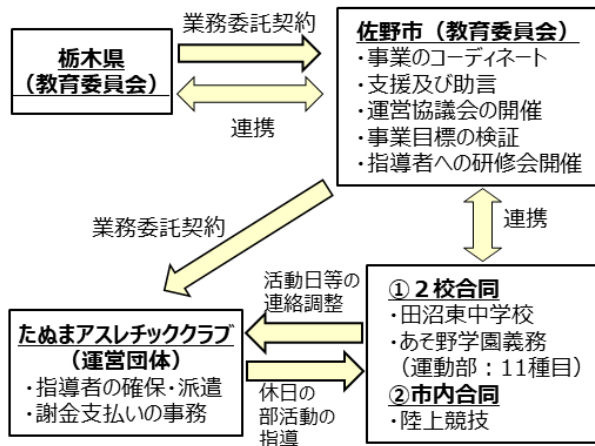 業務委託契約
栃木県
（教育委員会）
連携
佐野市（教育委員会）
・事業のコーディネート
・支援及び助言
・運営協議会の開催
・事業目標の検証
・指導者への研修会開催
業務委託契約
連携
活動日等の
連絡調整
たぬまアスレチッククラブ
（運営団体）
・指導者の確保・派遣
・謝金支払いの事務
休日の
部活動の
指導
①２校合同
・田沼東中学校
・あそ野学園義務
（運動部：11種目）
②市内合同
・陸上競技